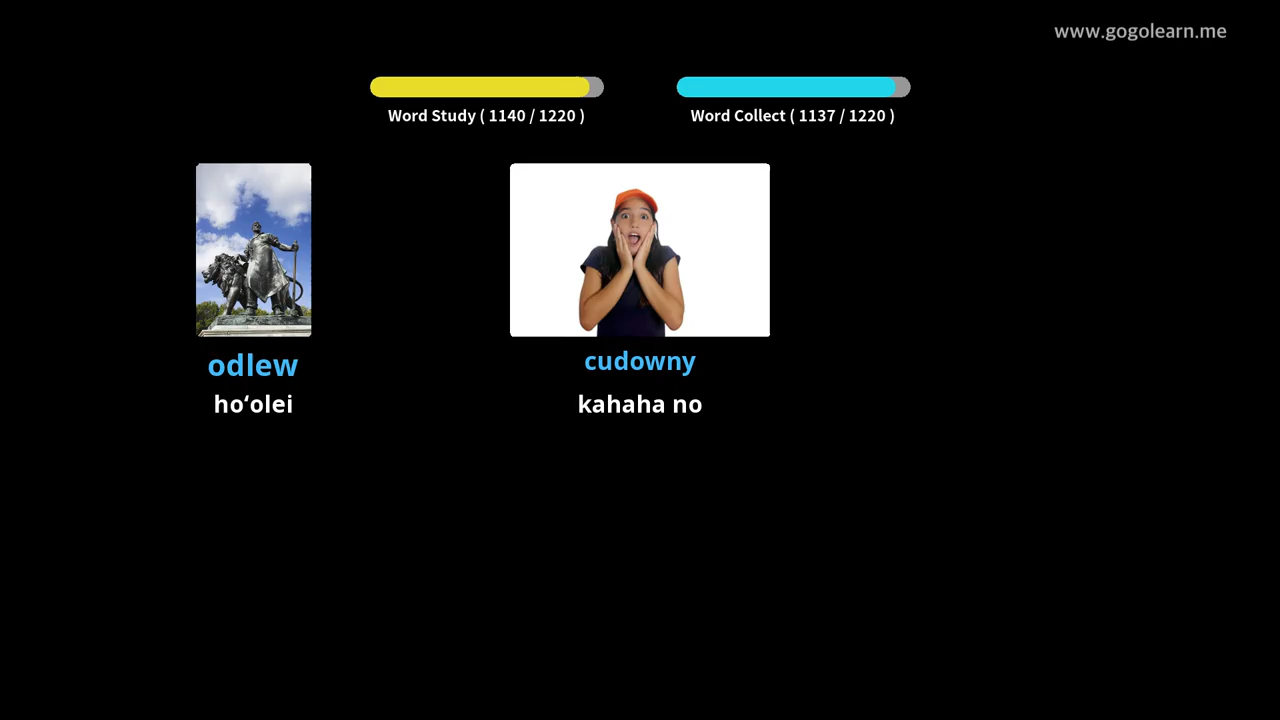 www.gogolearn.me
Word Study ( 1140 / 1220 )
Word Collect ( 1137 / 1220 )
odlew
hoʻolei
cudowny
kahaha no